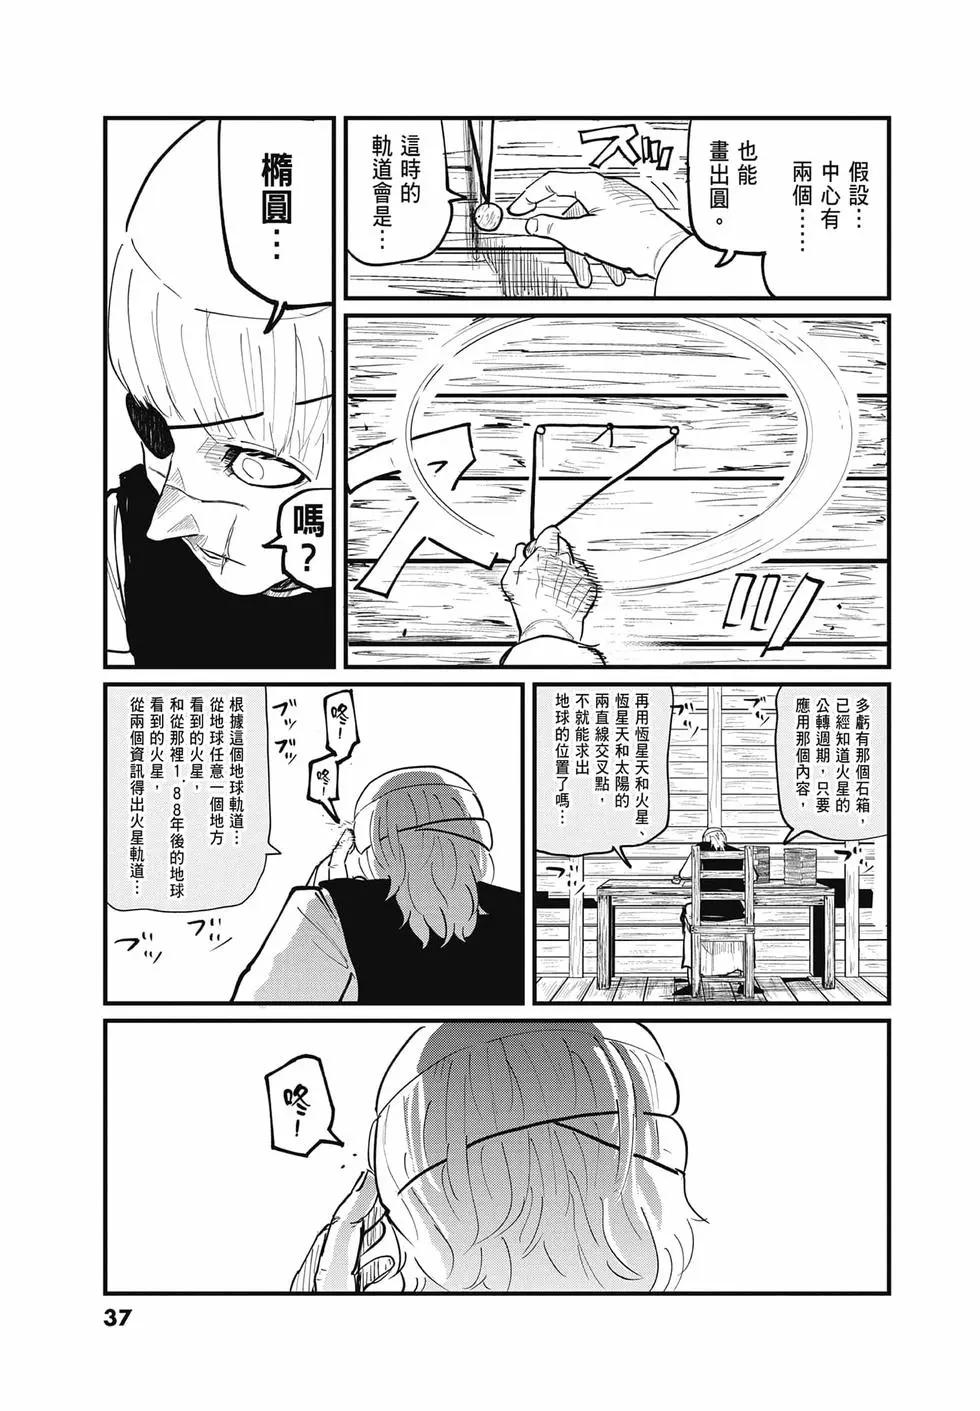 假設…
中心有
兩個……
也能
畫出圓。
這時的
軌道會是…
ズッ
橢圓…
嗎？
多虧有那個石箱，
已經知道火星的
公轉週期，只要
應用那個內容，
再用恆星天和火星、
恆星天和太陽的
兩直線交叉點，
不就能求出
地球的位置了嗎…
ブツ
ブツ
咚！
咚！
ブツ
ブツ
根據這個地球軌道…
從地球任意一個地方
看到的火星，
和從那裡1.88年後的地球
看到的火星，
從兩個資訊得出火星軌道…
ブツ
ブツ
咚！
37